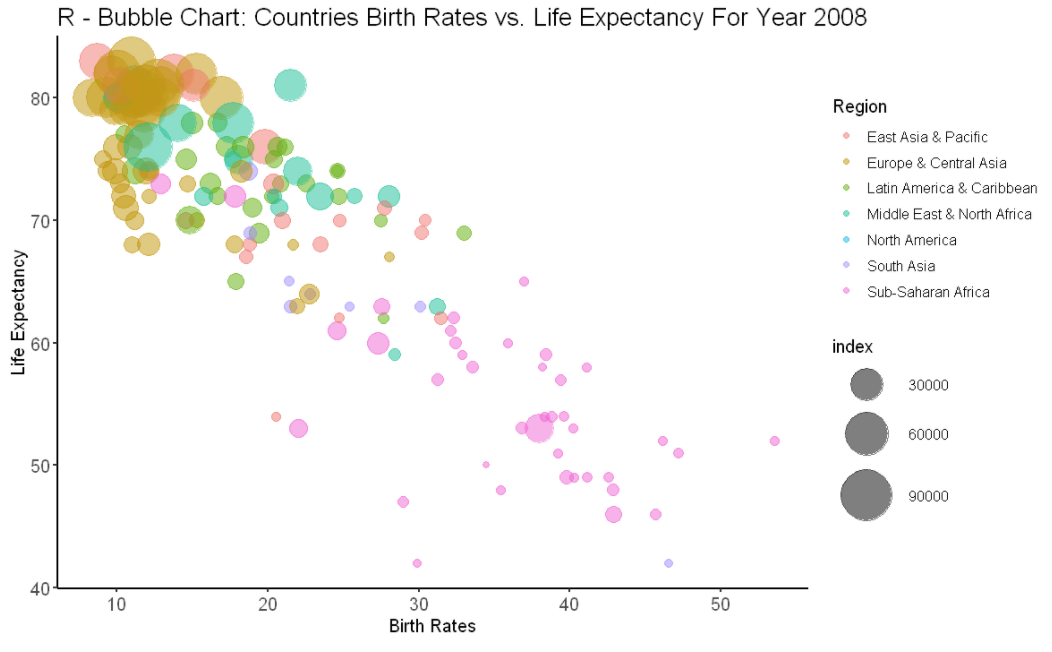 R - Bubble Chart: Countries Birth Rates vs. Life Expectancy For Year 2008
80
70
60
50
40
Life Expectancy
10 20 30 40 50
Birth Rates
Region
East Asia & Pacific
Europe & Central Asia
Latin America & Caribbean
Middle East & North Africa
North America
South Asia
Sub-Saharan Africa
index
30000
60000
90000